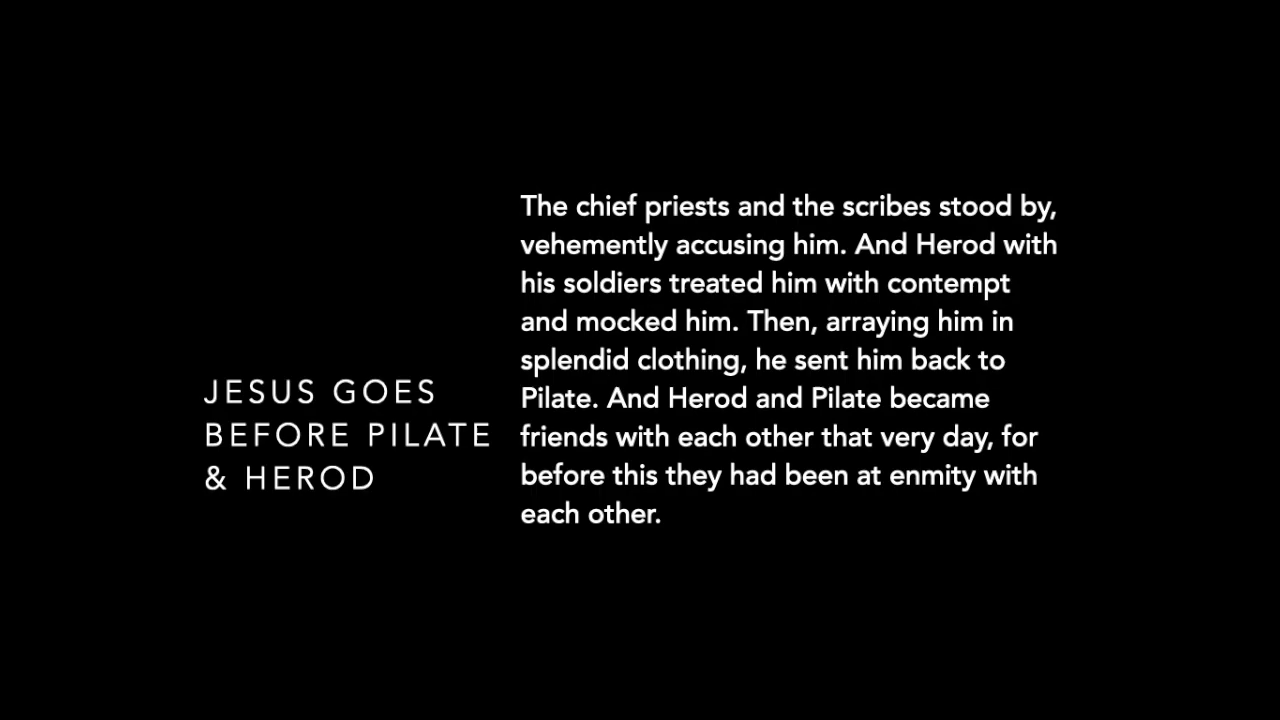 JESUS GOES
BEFORE PILATE
& HEROD
The chief priests and the scribes stood by,
vehemently accusing him. And Herod with
his soldiers treated him with contempt
and mocked him. Then, arraying him in
splendid clothing, he sent him back to
Pilate. And Herod and Pilate became
friends with each other that very day, for
before this they had been at enmity with
each other.